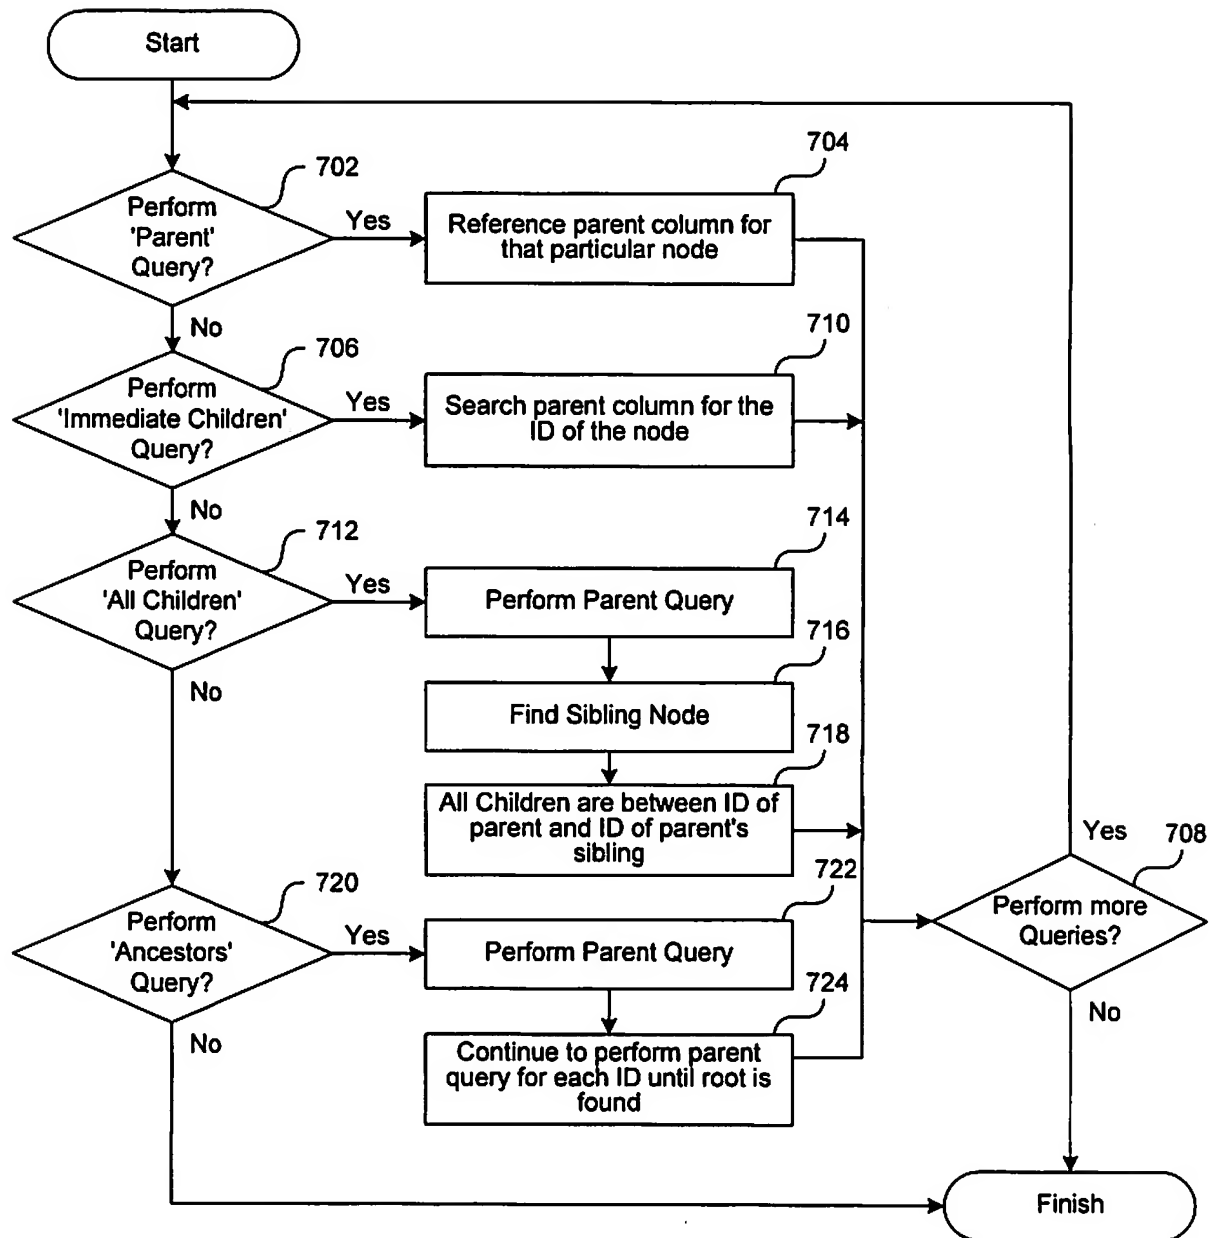 Start
702
704
Perform
'Parent'
Query?
Yes
Reference parent column for
that particular node
No
706
710
Perform
'Immediate Children'
Query?
Yes
Search parent column for the
ID of the node
No
712
714
Perform
'All Children'
Query?
Yes
Perform Parent Query
No
716
Find Sibling Node
718
All Children are between ID of
parent and ID of parent's
sibling
Yes
708
Perform more
Queries?
No
720
722
Perform
'Ancestors'
Query?
Yes
Perform Parent Query
No
724
Continue to perform parent
query for each ID until root is
found
Finish